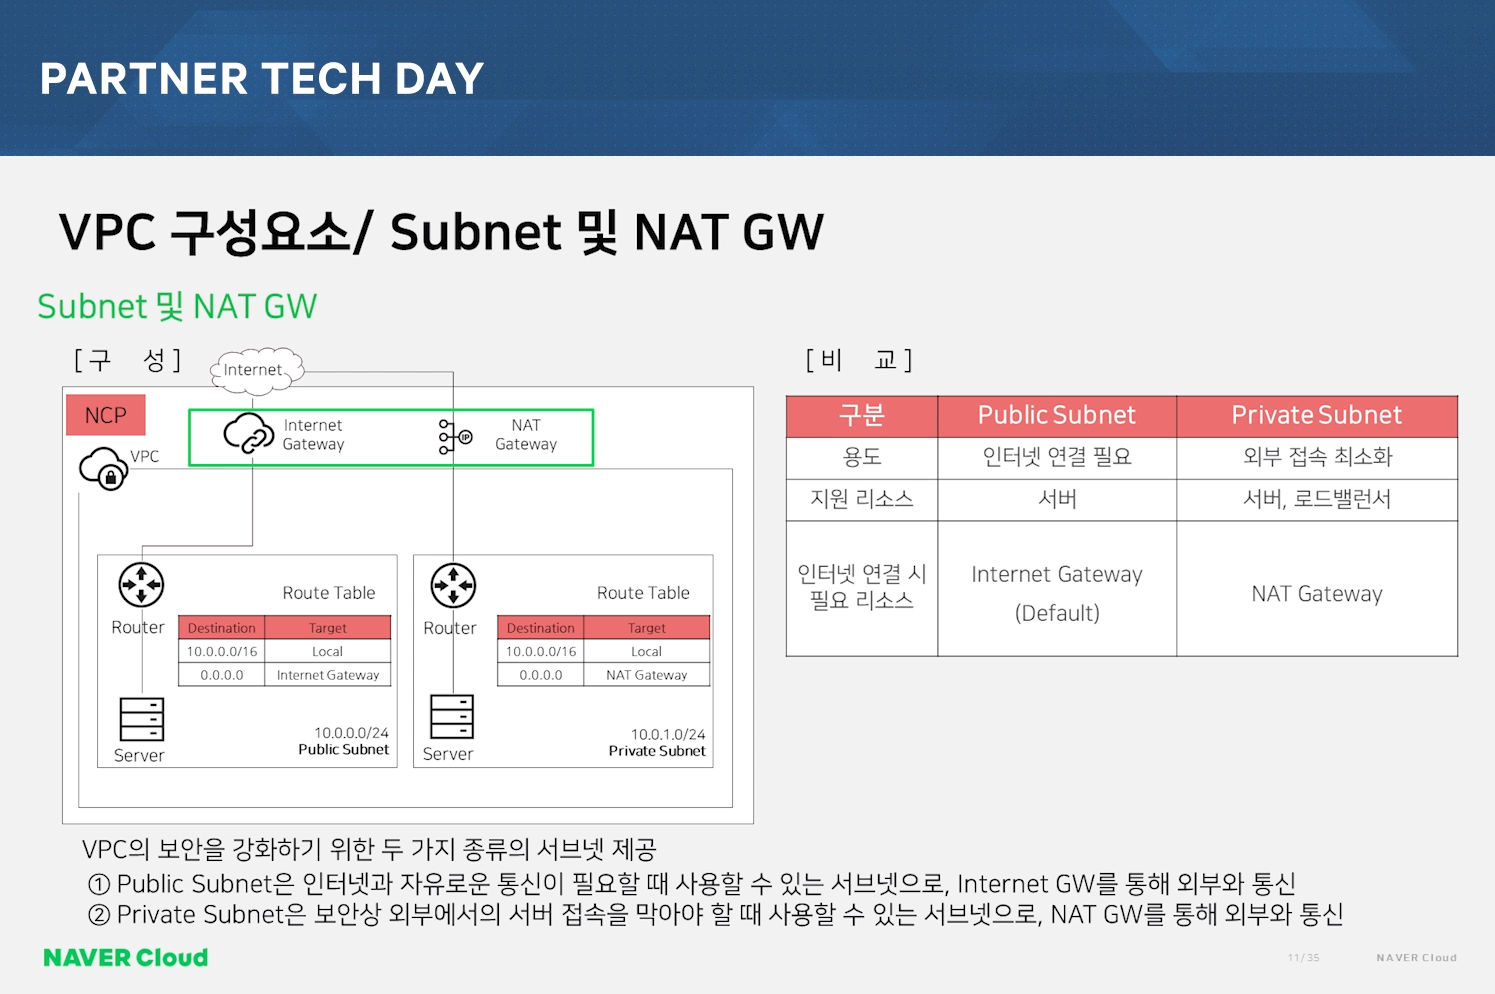 PARTNER TECH DAY
VPC 구성요소/ Subnet 및 NAT GW
Subnet 및 NAT GW
[ 구 성 ]
Internet
NCP
Internet
Gateway
NAT
Gateway
IP
VPC
Router
Route Table
Destination Target
10.0.0.0/16 Local
0.0.0.0 Internet Gateway
Server
10.0.0.0/24
Public Subnet
Router
Route Table
Destination Target
10.0.0.0/16 Local
0.0.0.0 NAT Gateway
Server
10.0.1.0/24
Private Subnet
[ 비 교 ]
구분 Public Subnet Private Subnet
용도 인터넷 연결 필요 외부 접속 최소화
지원 리소스 서버 서버, 로드밸런서
인터넷 연결 시
필요 리소스
Internet Gateway
(Default)
NAT Gateway
VPC의 보안을 강화하기 위한 두 가지 종류의 서브넷 제공
① Public Subnet은 인터넷과 자유로운 통신이 필요할 때 사용할 수 있는 서브넷으로, Internet GW를 통해 외부와 통신
② Private Subnet은 보안상 외부에서의 서버 접속을 막아야 할 때 사용할 수 있는 서브넷으로, NAT GW를 통해 외부와 통신
NAVER Cloud
11/35
NAVER Cloud